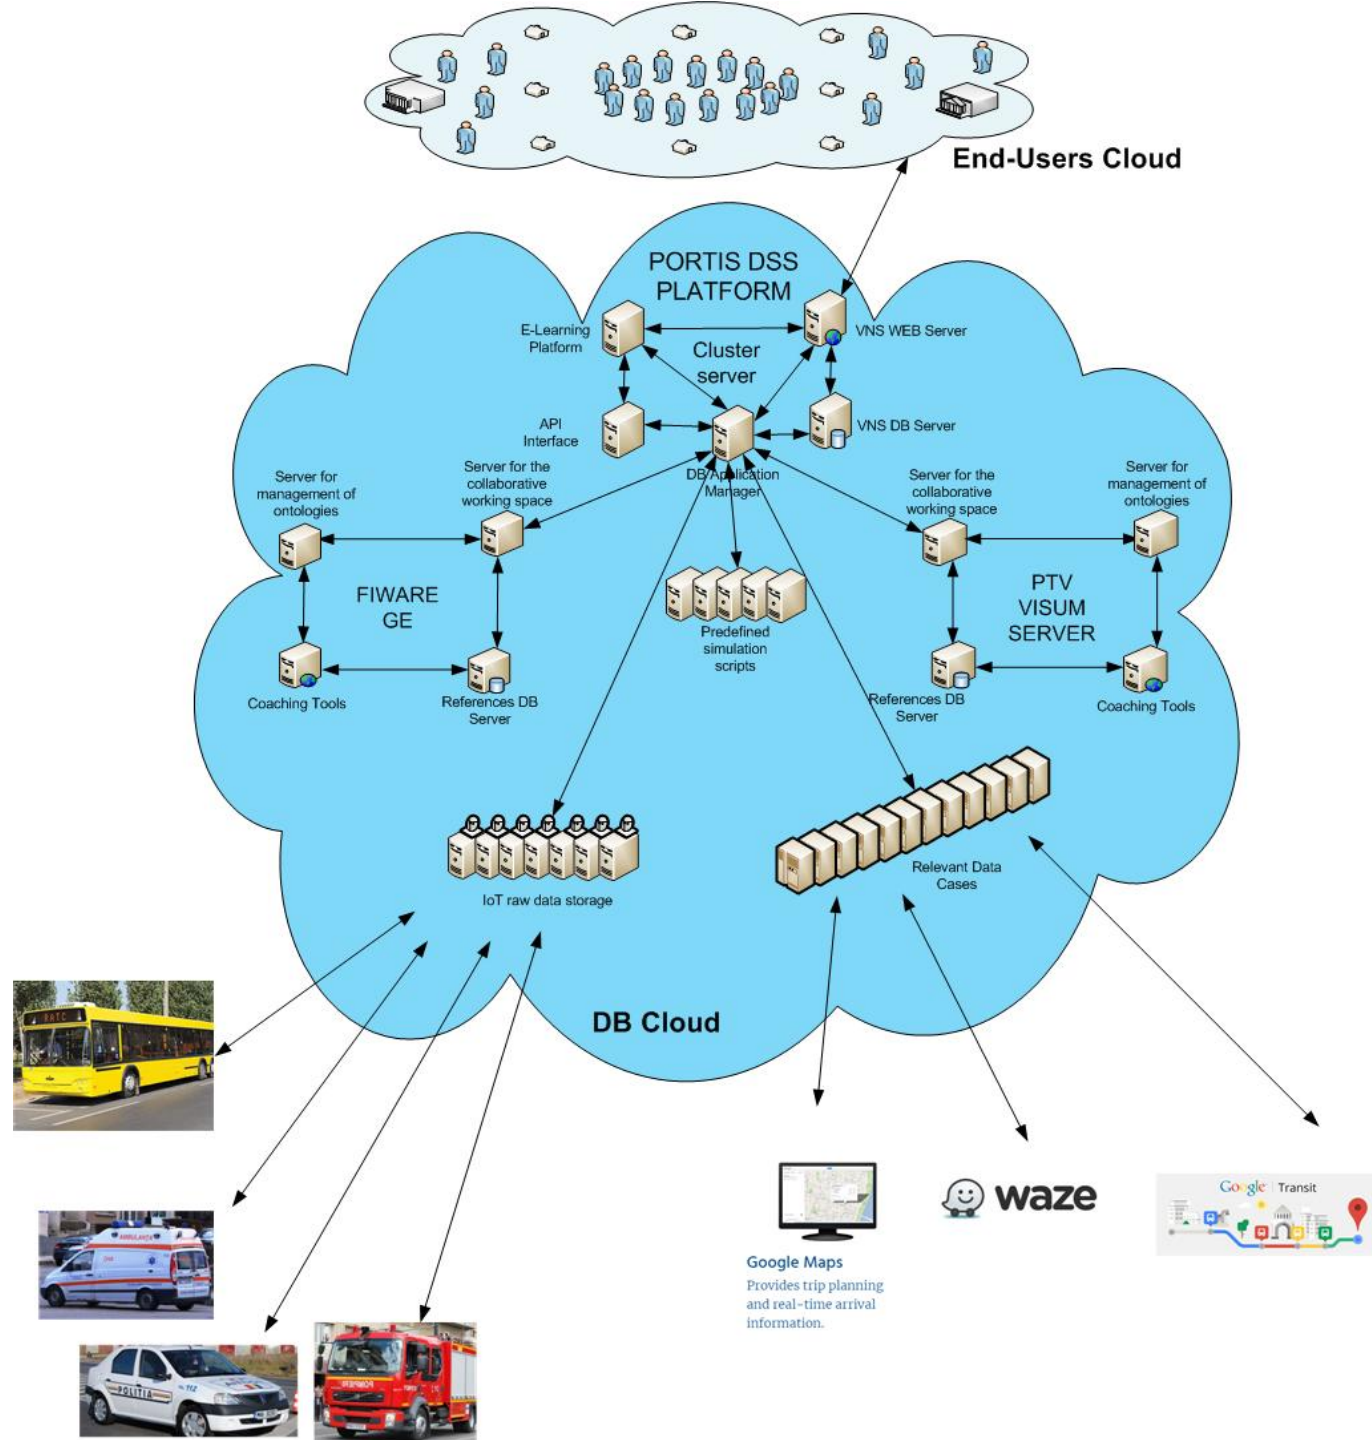 End-Users Cloud
PORTIS DSS
PLATFORM
E-Learning
Platform
VNS WEB Server
Cluster
server
API
Interface
VNS DB Server
DB Application
Manager
Server for
management of
ontologies
Server for the
collaborative
working space
Server for the
collaborative
working space
Server for
management of
ontologies
FIWARE
GE
PTV
VISUM
SERVER
Predefined
simulation
scripts
Coaching Tools
References DB
Server
References DB
Server
Coaching Tools
Relevant Data
Cases
IoT raw data storage
DB Cloud
RATC
AMBULANTA
POLITIA
112
POMPIERII
Google Maps
Provides trip planning
and real-time arrival
information.
waze
Google Transit